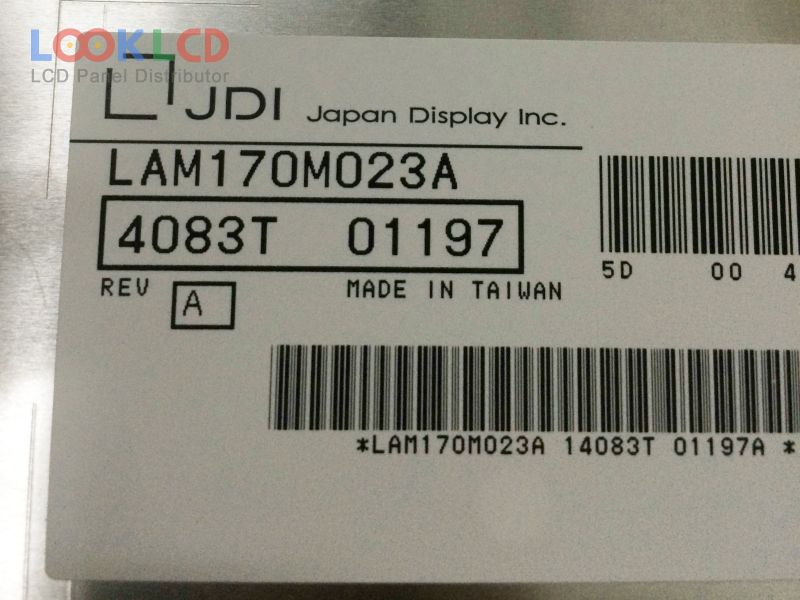 LOOKLCD
LCD Panel Distributor
JDI Japan Display Inc.
LAM170M023A
4083T 01197
REV A MADE IN TAIWAN
5D 00 4
*LAM170M023A 14083T 01197A *